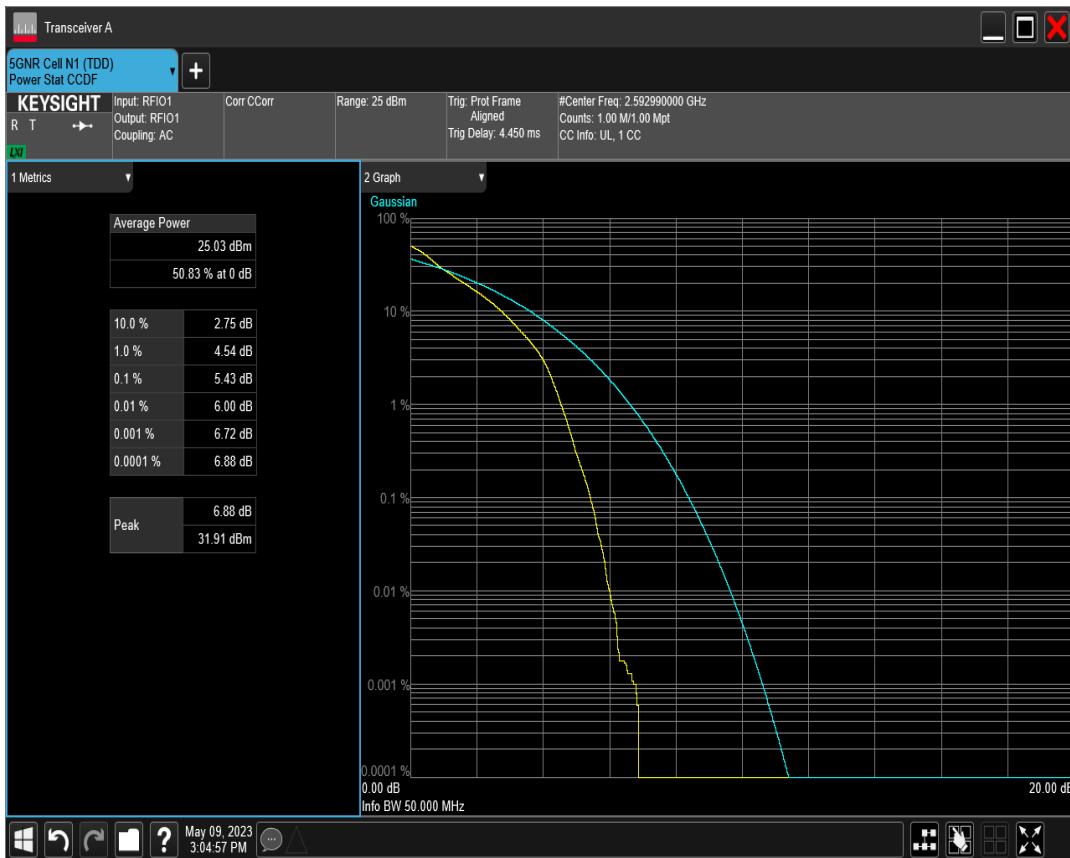 Transceiver A
5GNR Cell N1 (TDD)
Power Stat CCDF
KEYSIGHT
R T
LXI
Input: RFIO1
Output: RFIO1
Coupling: AC
Corr CCorr
Range: 25 dBm
Trig: Prot Frame
Aligned
Trig Delay: 4.450 ms
#Center Freq: 2.592990000 GHz
Counts: 1.00 M/1.00 Mpt
CC Info: UL, 1 CC
1 Metrics
Average Power
25.03 dBm
50.83 % at 0 dB
10.0 % 2.75 dB
1.0 % 4.54 dB
0.1 % 5.43 dB
0.01 % 6.00 dB
0.001 % 6.72 dB
0.0001 % 6.88 dB
Peak
6.88 dB
31.91 dBm
2 Graph
Gaussian
100 %
10 %
1 %
0.1 %
0.01 %
0.001 %
0.0001 %
0.00 dB 20.00 dB
Info BW 50.000 MHz
May 09, 2023
3:04:57 PM